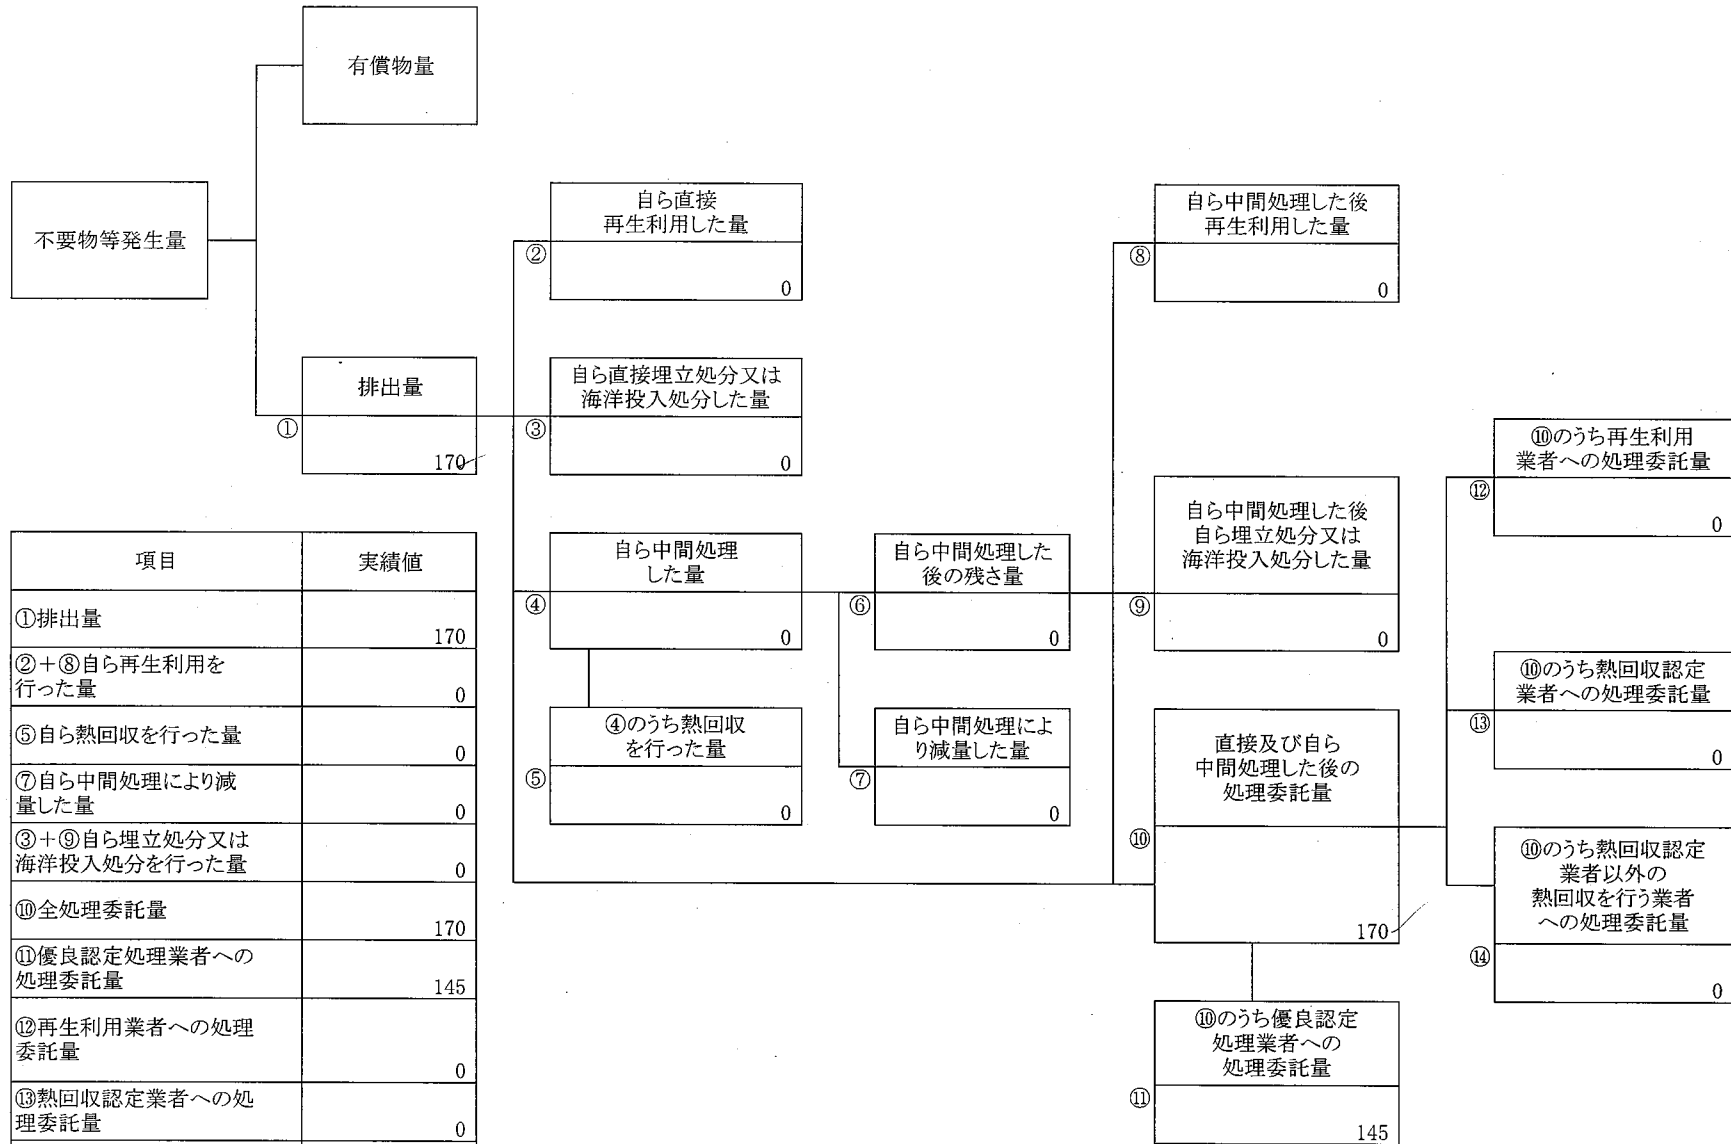 有償物量
不要物等発生量
排出量
①
170
自ら直接
再生利用した量
②
0
自ら直接埋立処分又は
海洋投入処分した量
③
0
自ら中間処理
した量
④
0
④のうち熱回収
を行った量
⑤
0
自ら中間処理した
後の残さ量
⑥
0
自ら中間処理によ
り減量した量
⑦
0
自ら中間処理した後
再生利用した量
⑧
0
自ら中間処理した後
自ら埋立処分又は
海洋投入処分した量
⑨
0
直接及び自ら
中間処理した後の
処理委託量
⑩
170
⑩のうち優良認定
処理業者への
処理委託量
⑪
145
⑩のうち再生利用
業者への処理委託量
⑫
0
⑩のうち熱回収認定
業者への処理委託量
⑬
0
⑩のうち熱回収認定
業者以外の
熱回収を行う業者
への処理委託量
⑭
0
項目 実績値
①排出量
170
②+⑧自ら再生利用を
行った量
0
⑤自ら熱回収を行った量
0
⑦自ら中間処理により減
量した量
0
③+⑨自ら埋立処分又は
海洋投入処分を行った量
0
⑩全処理委託量
170
⑪優良認定処理業者への
処理委託量
145
⑫再生利用業者への処理
委託量
0
⑬熱回収認定業者への処
理委託量
0